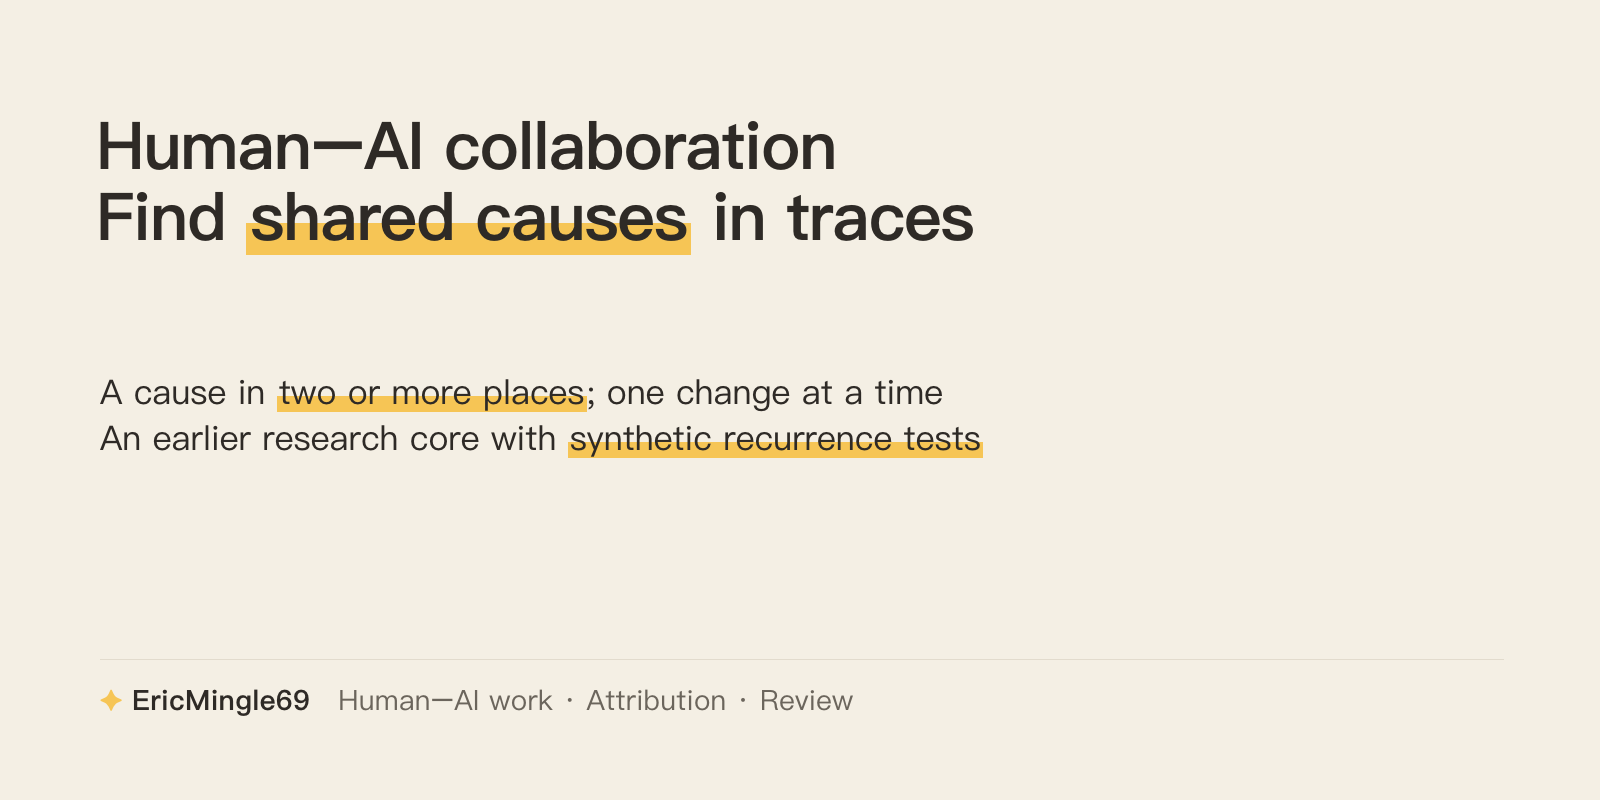 Human—AI collaboration
Find shared causes in traces
A cause in two or more places; one change at a time
An earlier research core with synthetic recurrence tests
EricMingle69 Human—AI work · Attribution · Review